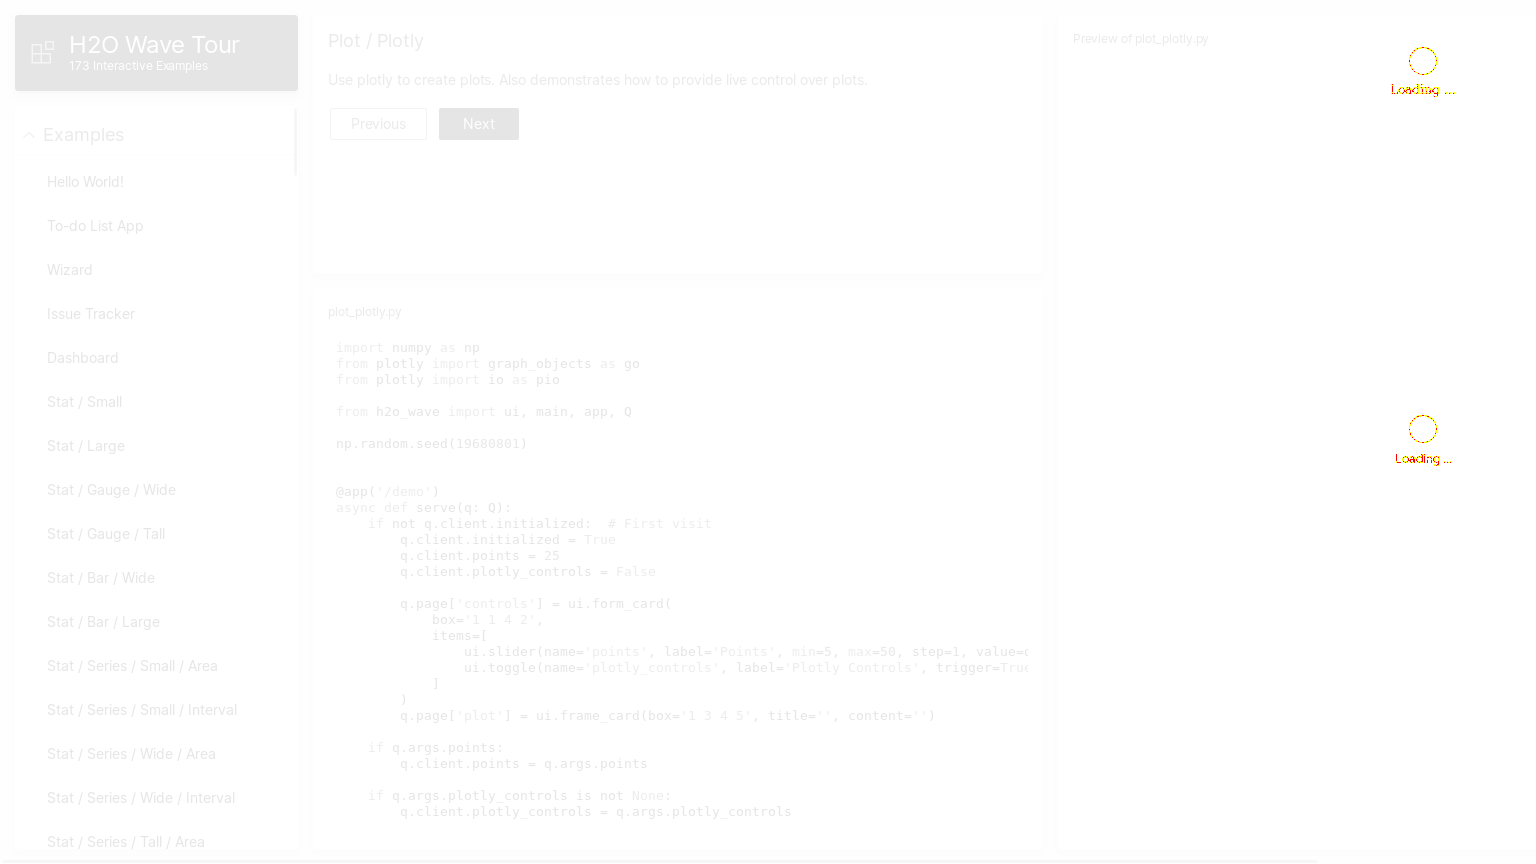 H2O Wave Tour
173 Interactive Examples
Examples
Hello World!
To-do List App
Wizard
Issue Tracker
Dashboard
Stat / Small
Stat / Large
Stat / Gauge / Wide
Stat / Gauge / Tall
Stat / Bar / Wide
Stat / Bar / Large
Stat / Series / Small / Area
Stat / Series / Small / Interval
Stat / Series / Wide / Area
Stat / Series / Wide / Interval
Stat / Series / Tall / Area
Plot / Plotly
Use plotly to create plots. Also demonstrates how to provide live control over plots.
Previous Next
plot_plotly.py
import numpy as np
from plotly import graph_objects as go
from plotly import io as pio
from h2o_wave import ui, main, app, Q
np.random.seed(19680801)
@app('/demo')
async def serve(q: Q):
if not q.client.initialized:  # First visit
q.client.initialized = True
q.client.points = 25
q.client.plotly_controls = False
q.page['controls'] = ui.form_card(
box='1 1 4 2',
items=[
ui.slider(name='points', label='Points', min=5, max=50, step=1, value=
ui.toggle(name='plotly_controls', label='Plotly Controls', trigger=True
]
)
q.page['plot'] = ui.frame_card(box='1 3 4 5', title='', content='')
if q.args.points:
q.client.points = q.args.points
if q.args.plotly_controls is not None:
q.client.plotly_controls = q.args.plotly_controls
Preview of plot_plotly.py
Loading ...
Loading ...